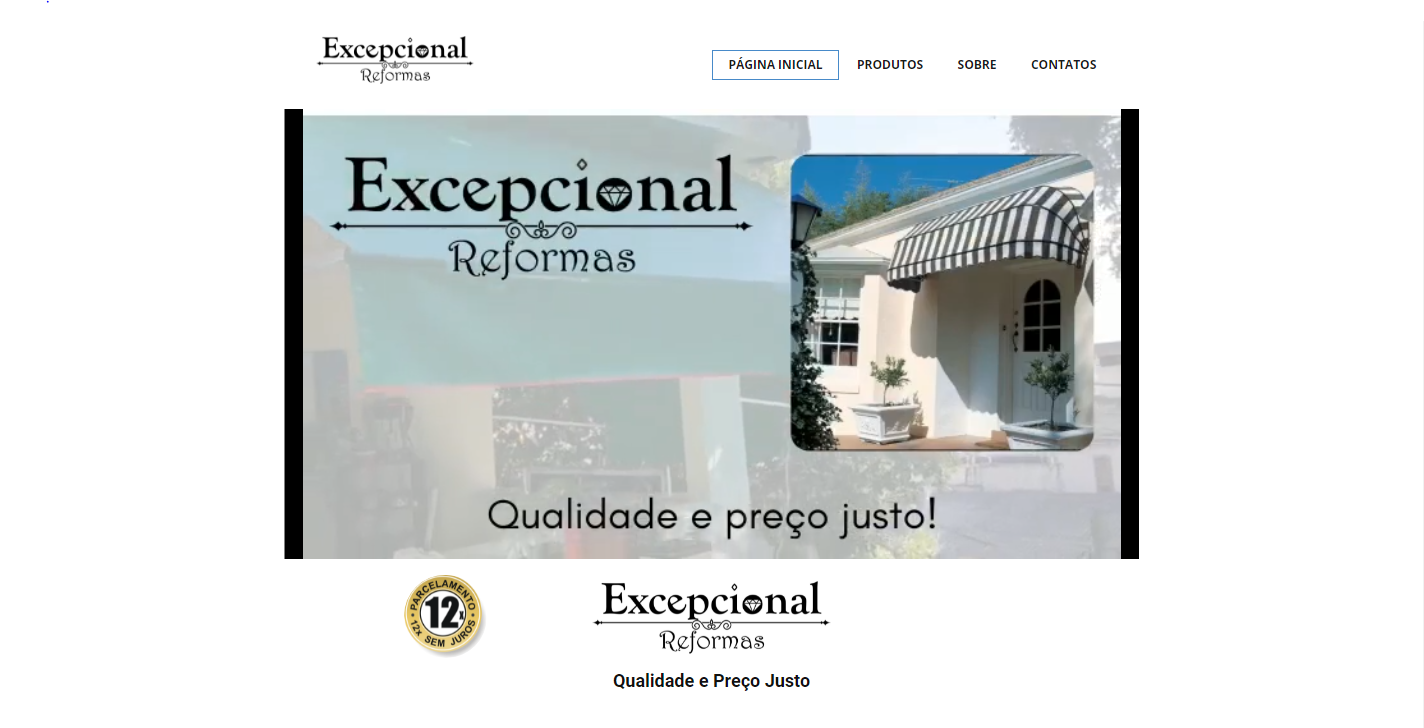 Excepcional
Reformas
PÁGINA INICIAL
PRODUTOS
SOBRE
CONTATOS
Excepcional
Reformas
Qualidade e preço justo!
PARCELAMENTO
12x
12x SEM JUROS
Excepcional
Reformas
Qualidade e Preço Justo